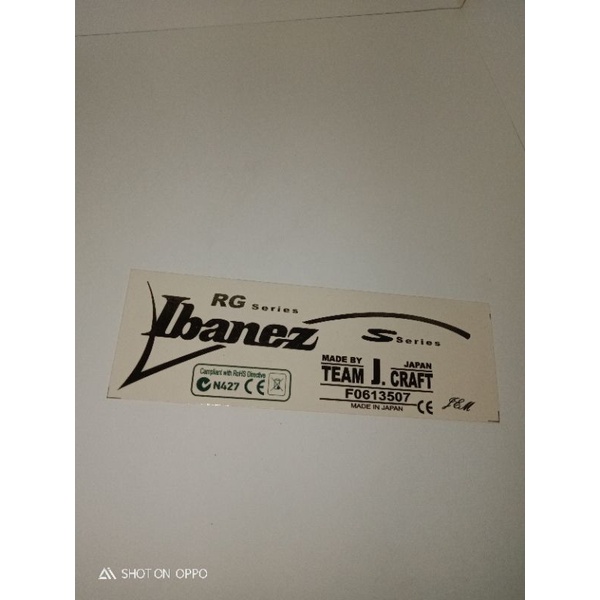 RG Series
Ibanez
S Series
Compliant with RoHS Directive
N427 CE
MADE BY JAPAN
TEAM J. CRAFT
F0613507
MADE IN JAPAN
CE
JEM
SHOT ON OPPO